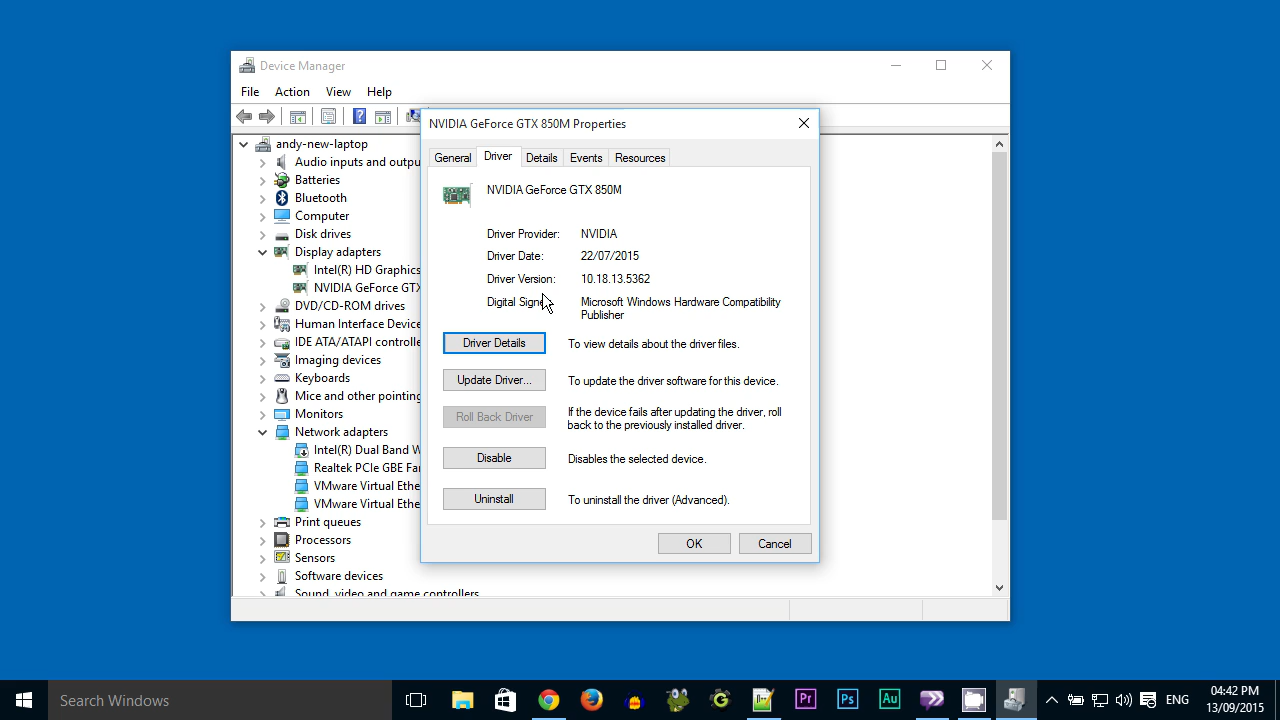 Device Manager
File Action View Help
NVIDIA GeForce GTX 850M Properties
General Driver Details Events Resources
NVIDIA GeForce GTX 850M
Driver Provider: NVIDIA
Driver Date: 22/07/2015
Driver Version: 10.18.13.5362
Digital Signe
Microsoft Windows Hardware Compatibility
Publisher
Driver Details To view details about the driver files.
Update Driver... To update the driver software for this device.
Roll Back Driver If the device fails after updating the driver, roll
back to the previously installed driver.
Disable Disables the selected device.
Uninstall To uninstall the driver (Advanced).
OK Cancel
andy-new-laptop
Audio inputs and outpu
Batteries
Bluetooth
Computer
Disk drives
Display adapters
Intel(R) HD Graphics
NVIDIA GeForce GTX
DVD/CD-ROM drives
Human Interface Device
IDE ATA/ATAPI controlle
Imaging devices
Keyboards
Mice and other pointing
Monitors
Network adapters
Intel(R) Dual Band W
Realtek PCIe GBE Fa
VMware Virtual Ethe
VMware Virtual Ethe
Print queues
Processors
Sensors
Software devices
Sound, video and game controllers
Search Windows
Pr
Ps
Au
ENG
04:42 PM
13/09/2015